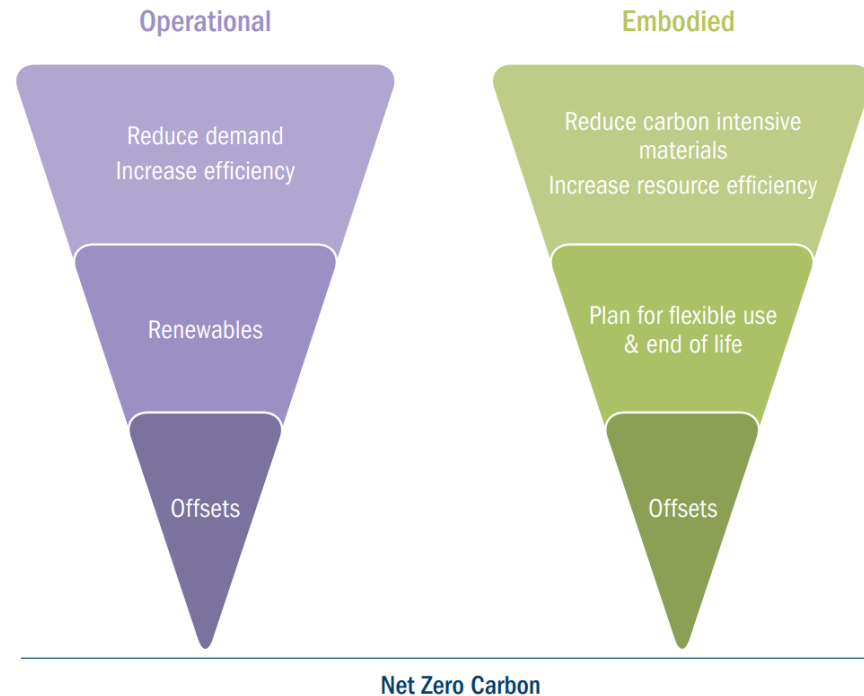 Operational
Reduce demand
Increase efficiency
Renewables
Offsets
Embodied
Reduce carbon intensive
materials
Increase resource efficiency
Plan for flexible use
& end of life
Offsets
Net Zero Carbon